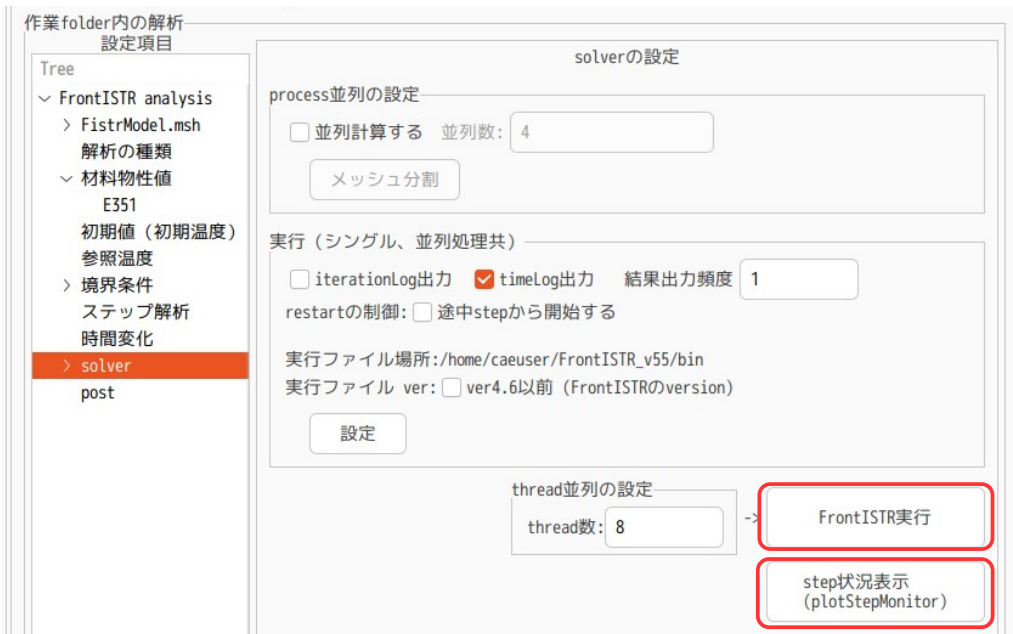 作業folder内の解析
設定項目
Tree
FrontISTR analysis
FistrModel.msh
解析の種類
材料物性値
E351
初期値（初期温度）
参照温度
境界条件
ステップ解析
時間変化
solver
post
solverの設定
process並列の設定
並列計算する 並列数: 4
メッシュ分割
実行（シングル、並列処理共）
iterationLog出力 timeLog出力 結果出力頻度 1
restartの制御: 途中stepから開始する
実行ファイル場所:/home/caeuser/FrontISTR_v55/bin
実行ファイル ver: ver4.6以前（FrontISTRのversion）
設定
thread並列の設定
thread数: 8
-> FrontISTR実行
step状況表示
(plotStepMonitor)